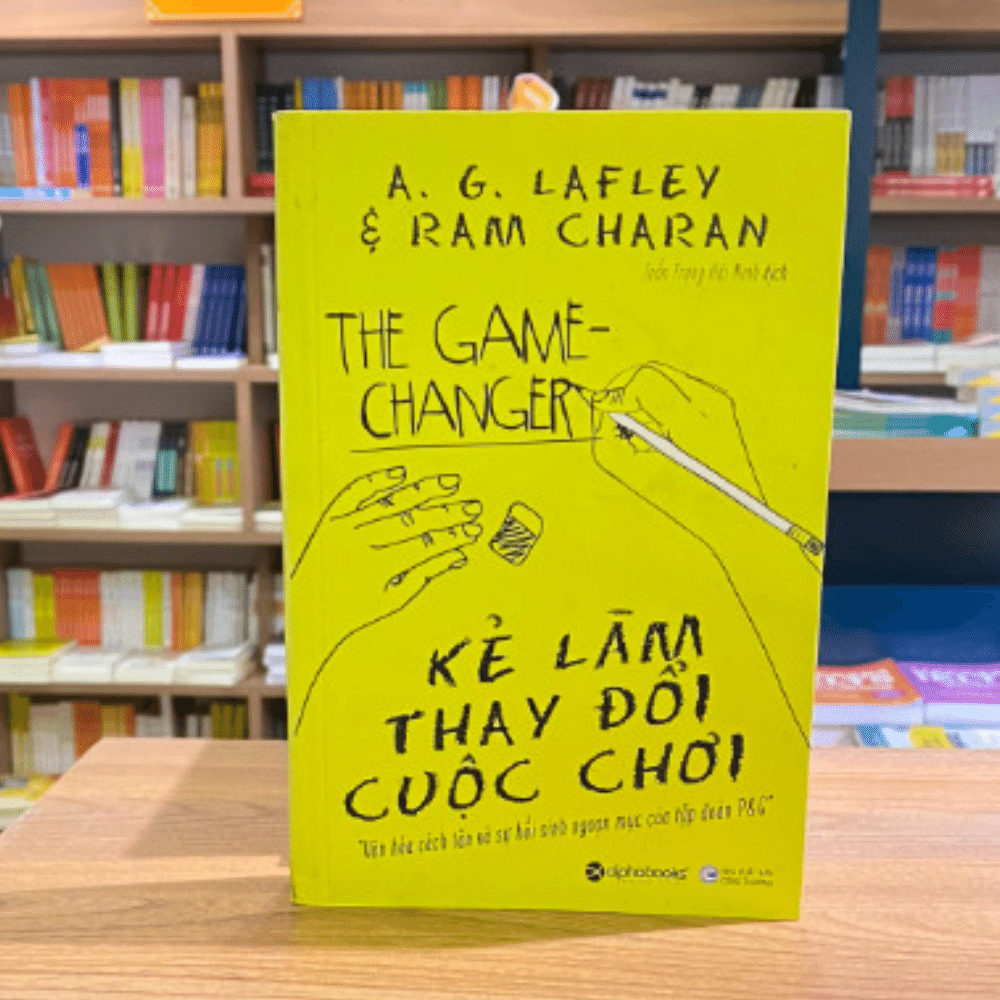 A. G. LAFLEY
& RAM CHARAN
Trần Trọng Hải Minh dịch
THE GAME-
CHANGER
KẺ LÀM
THAY ĐỔI
CUỘC CHƠI
"Văn hóa cách tân và sự hồi sinh ngoạn mục của tập đoàn P&G"
alphabooks